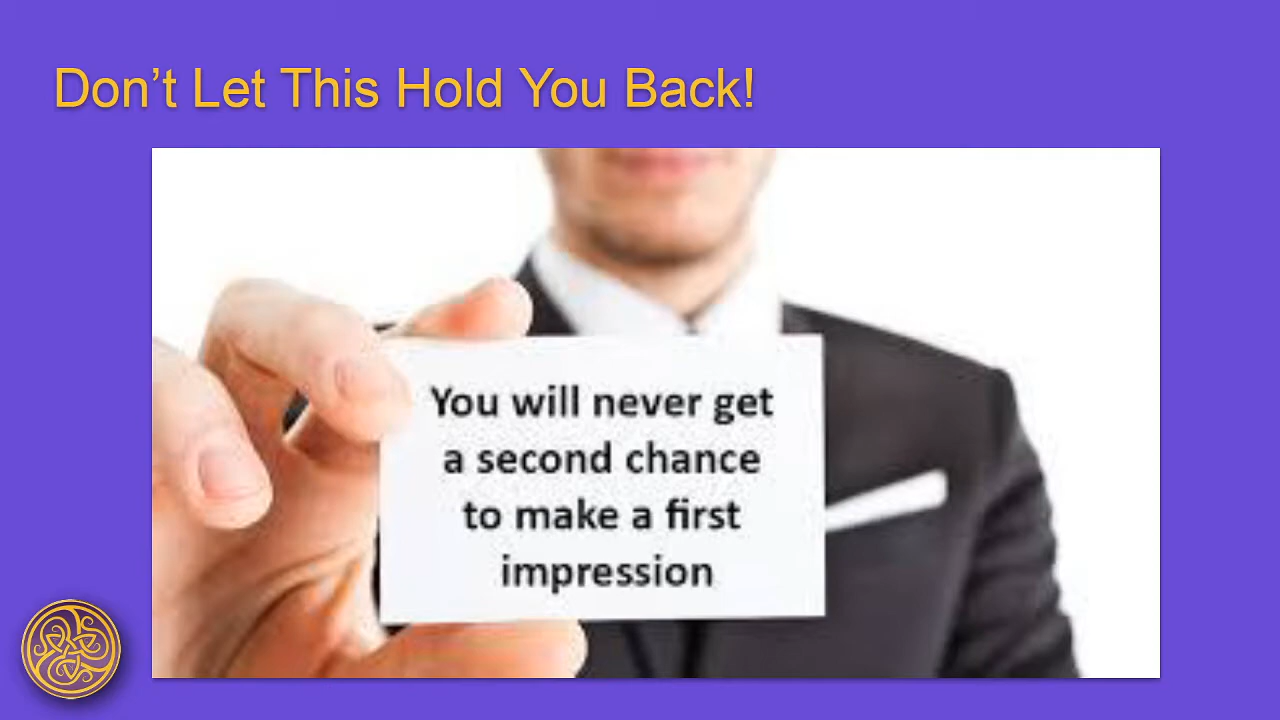 Don’t Let This Hold You Back!
You will never get
a second chance
to make a first
impression